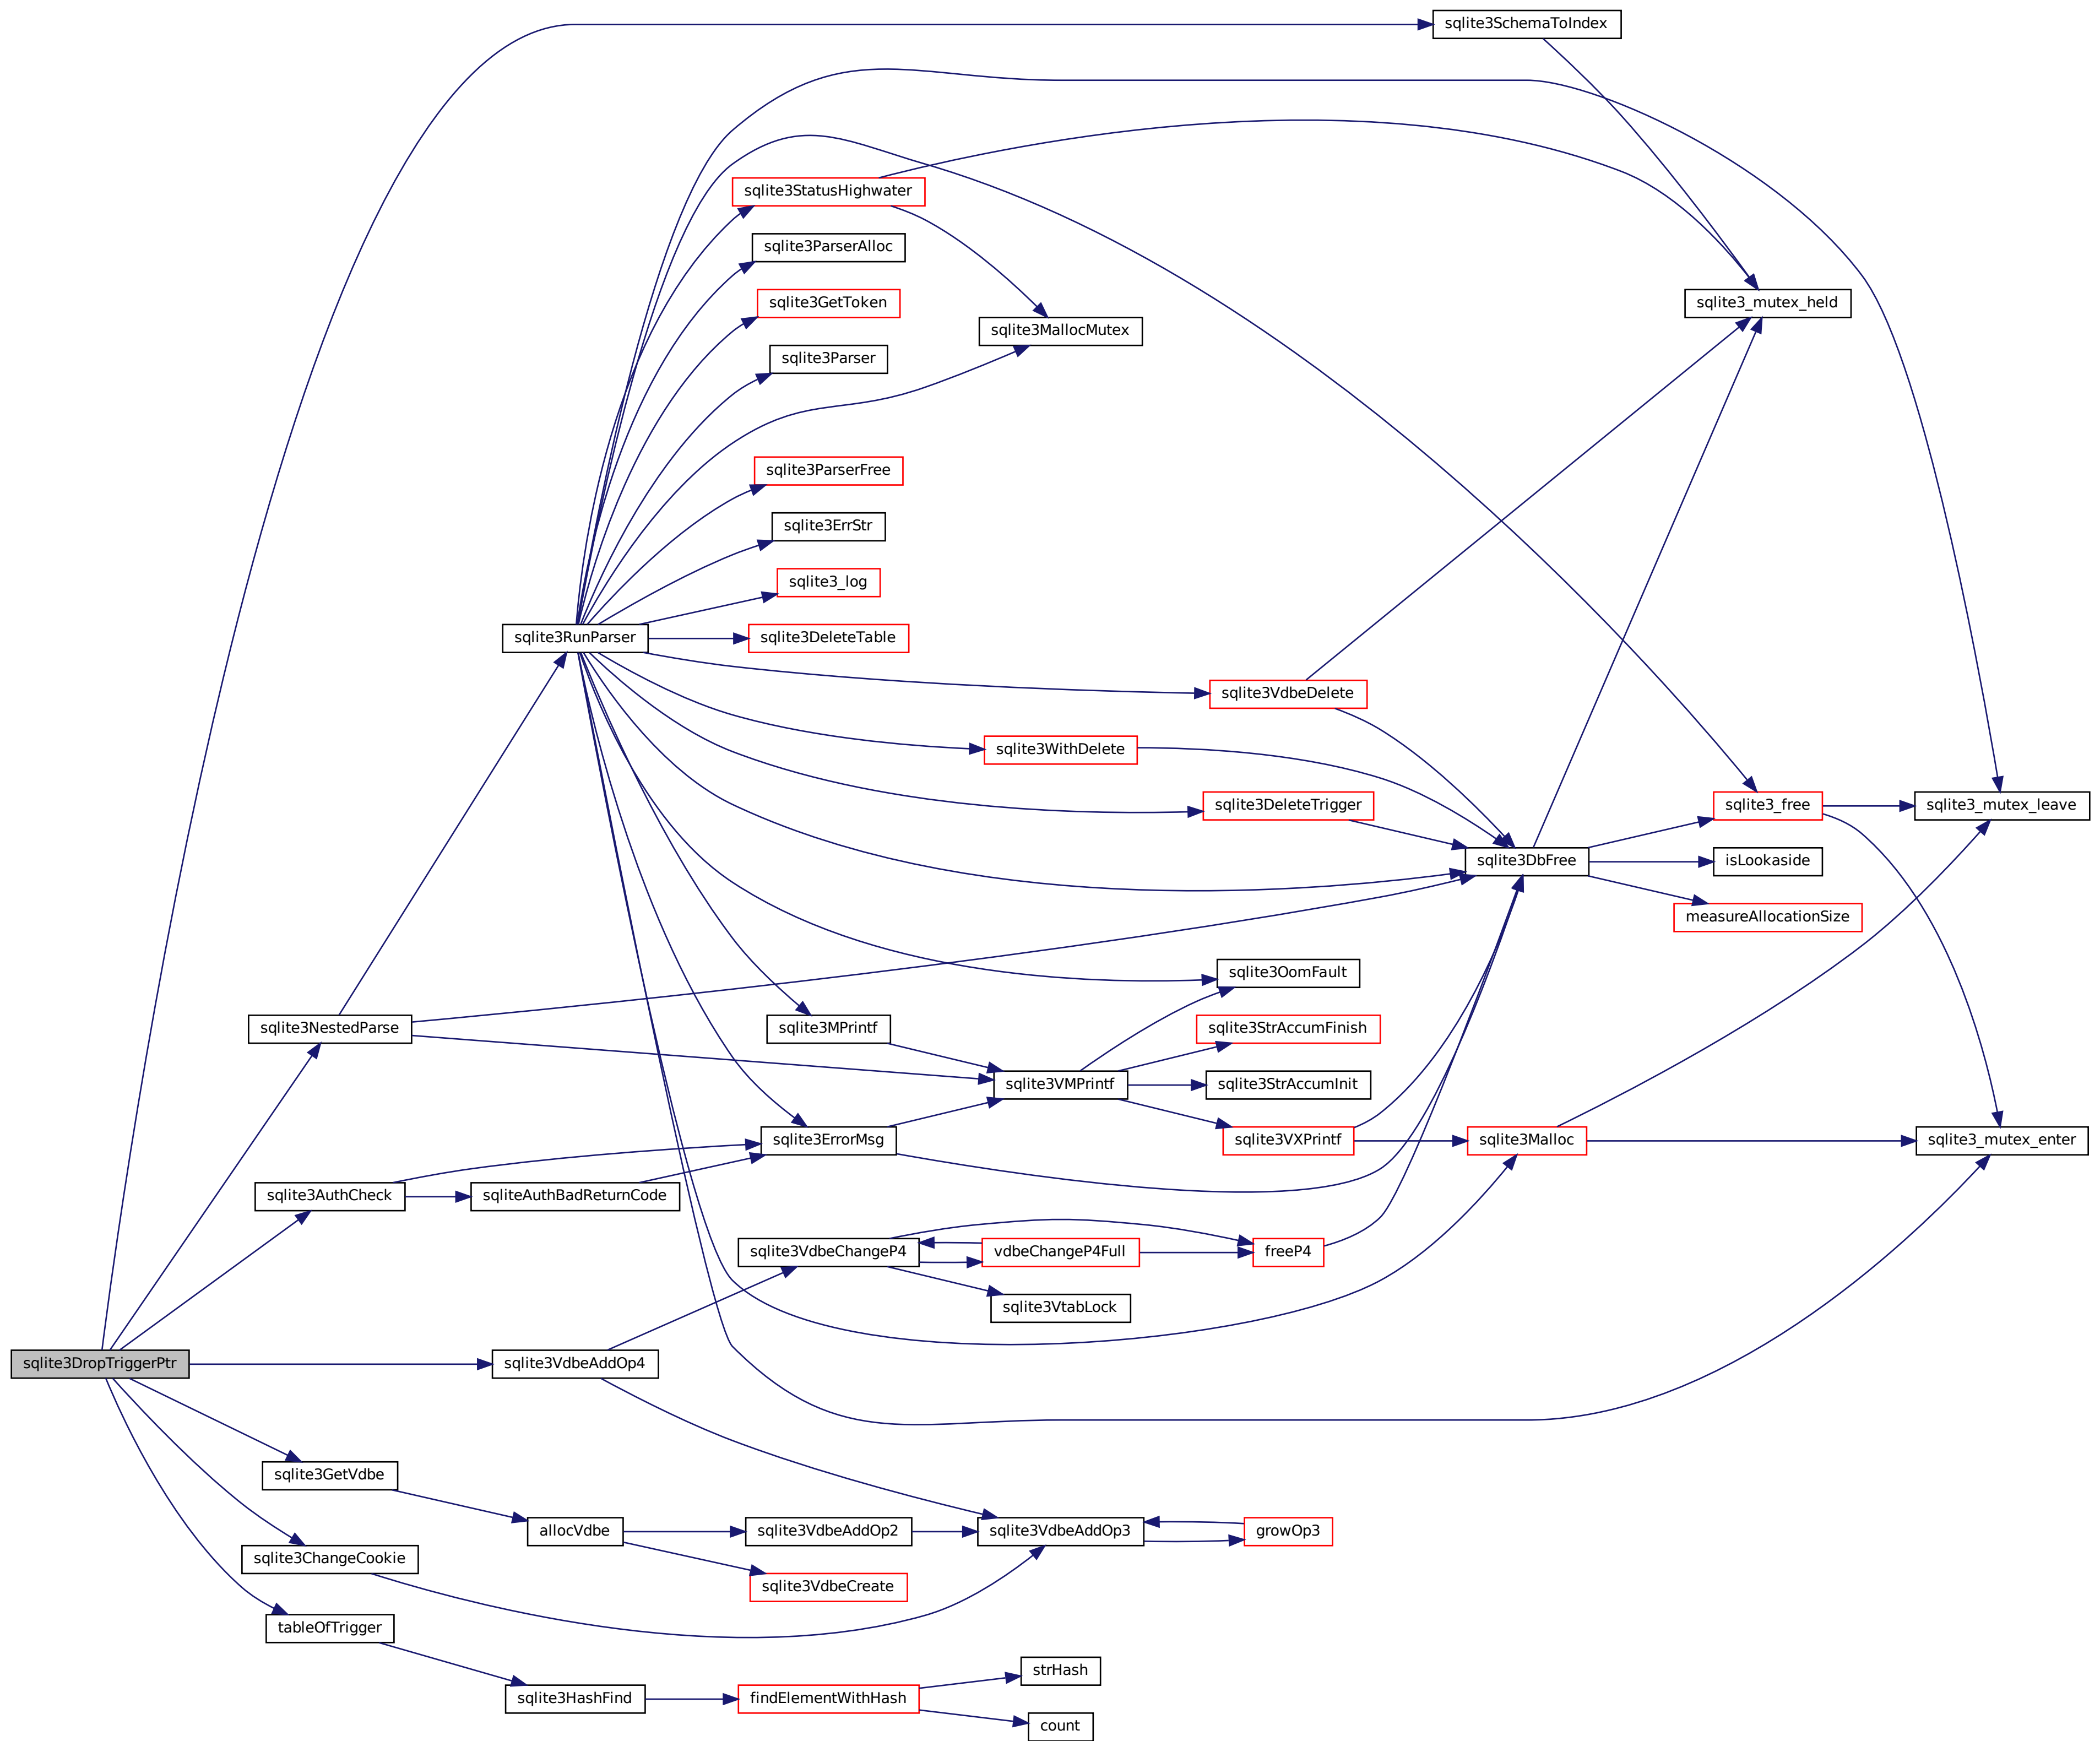 sqlite3SchemaToIndex
sqlite3StatusHighwater
sqlite3ParserAlloc
sqlite3GetToken
sqlite3_mutex_held
sqlite3MallocMutex
sqlite3Parser
sqlite3ParserFree
sqlite3ErrStr
sqlite3_log
sqlite3RunParser
sqlite3DeleteTable
sqlite3VdbeDelete
sqlite3WithDelete
sqlite3DeleteTrigger
sqlite3_free
sqlite3_mutex_leave
sqlite3DbFree
isLookaside
measureAllocationSize
sqlite3OomFault
sqlite3NestedParse
sqlite3MPrintf
sqlite3StrAccumFinish
sqlite3VMPrintf
sqlite3StrAccumInit
sqlite3ErrorMsg
sqlite3VXPrintf
sqlite3Malloc
sqlite3_mutex_enter
sqlite3AuthCheck
sqliteAuthBadReturnCode
sqlite3VdbeChangeP4
vdbeChangeP4Full
freeP4
sqlite3VtabLock
sqlite3DropTriggerPtr
sqlite3VdbeAddOp4
sqlite3GetVdbe
allocVdbe
sqlite3VdbeAddOp2
sqlite3VdbeAddOp3
growOp3
sqlite3ChangeCookie
sqlite3VdbeCreate
tableOfTrigger
strHash
sqlite3HashFind
findElementWithHash
count